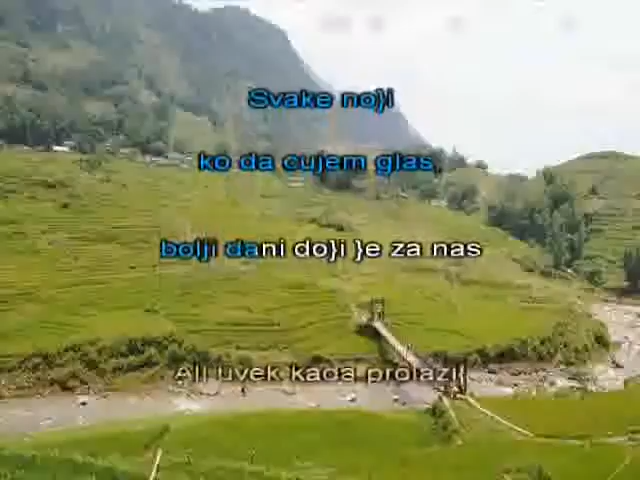 Svake no}i
ko da cujem glas,
bolji dani do}i }e za nas
Ali uvek kada prolazi{